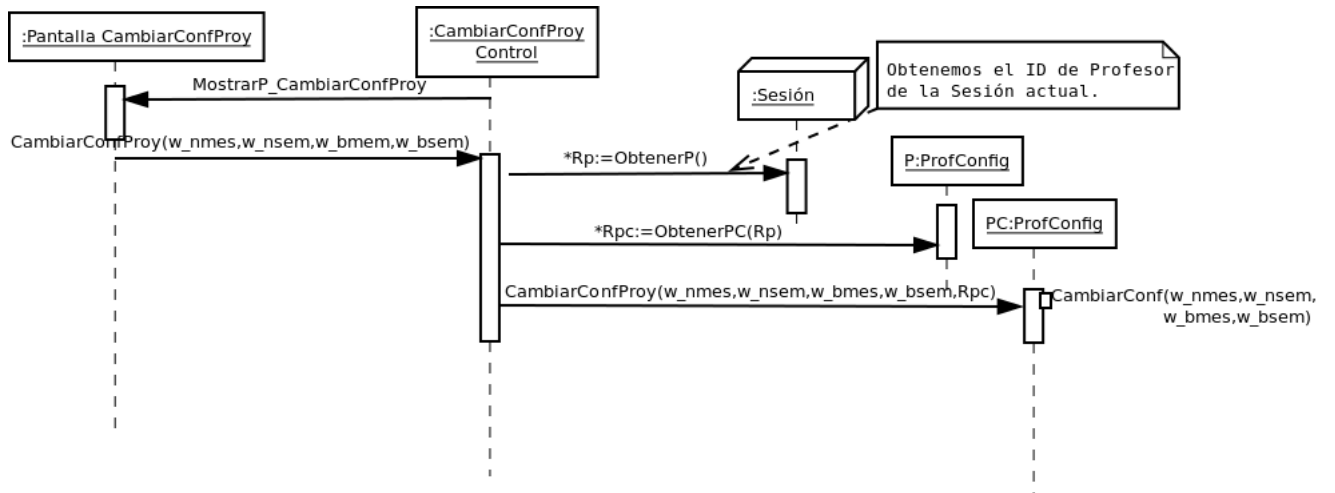 :Pantalla CambiarConfProy
:CambiarConfProy
Control
MostrarP_CambiarConfProy
:Sesión
Obtenemos el ID de Profesor
de la Sesión actual.
CambiarConfProy(w_nmes,w_nsem,w_bmem,w_bsem)
*Rp:=ObtenerP()
P:ProfConfig
*Rpc:=ObtenerPC(Rp)
PC:ProfConfig
CambiarConfProy(w_nmes,w_nsem,w_bmes,w_bsem,Rpc)
CambiarConf(w_nmes,w_nsem,
w_bmes,w_bsem)